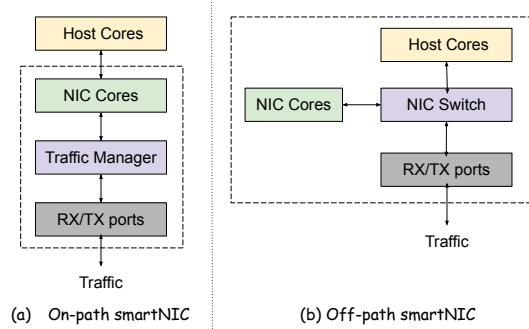 Host Cores
NIC Cores
Traffic Manager
RX/TX ports
Traffic
(a) On-path smartNIC
Host Cores
NIC Cores
NIC Switch
RX/TX ports
Traffic
(b) Off-path smartNIC